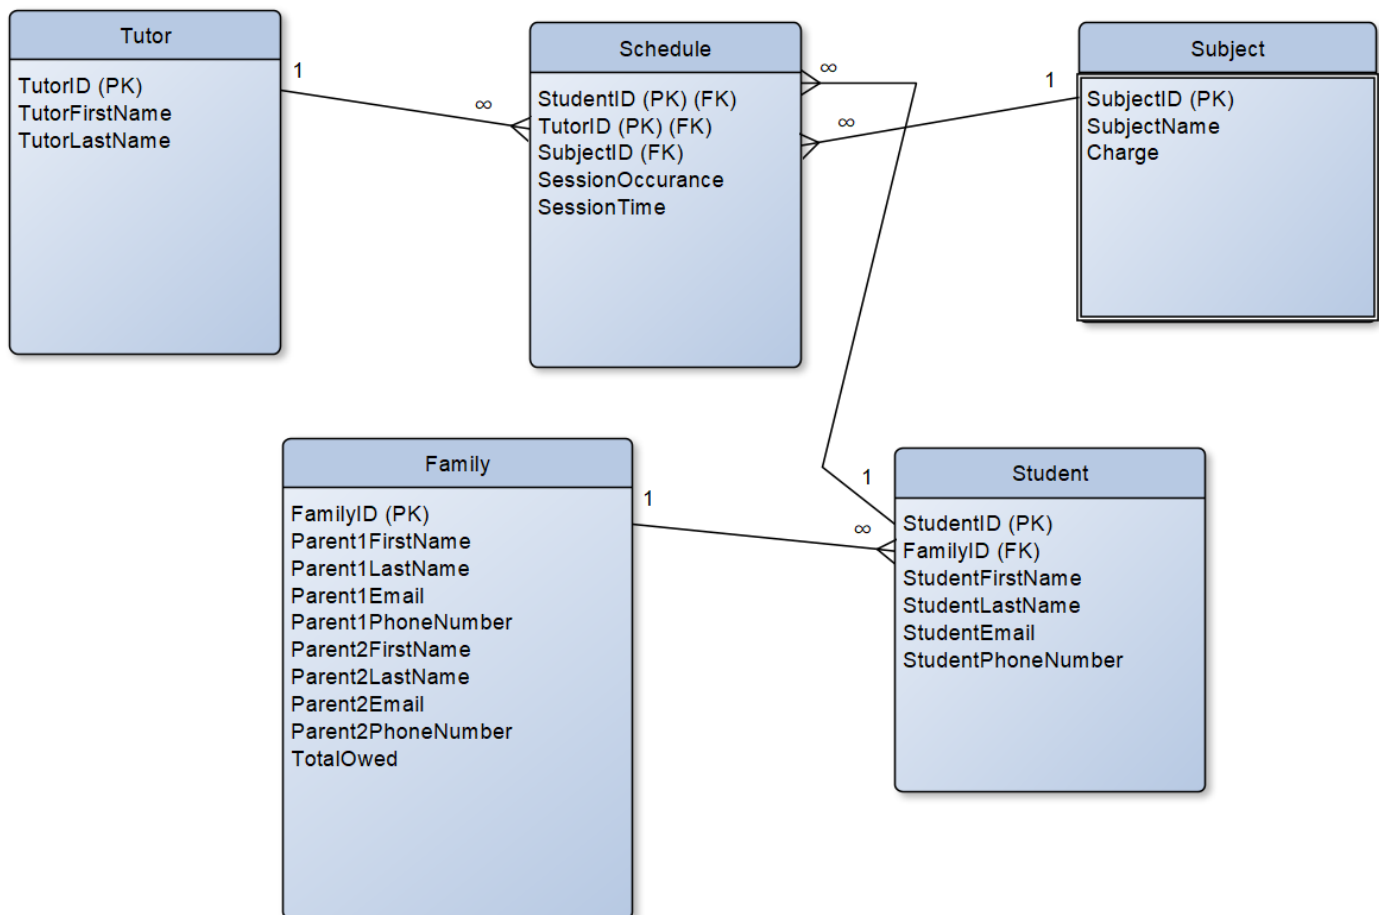 Tutor
TutorID (PK)
TutorFirstName
TutorLastName
1
∞
Schedule
StudentID (PK) (FK)
TutorID (PK) (FK)
SubjectID (FK)
SessionOccurance
SessionTime
∞
∞
1
Subject
SubjectID (PK)
SubjectName
Charge
Family
FamilyID (PK)
Parent1FirstName
Parent1LastName
Parent1Email
Parent1PhoneNumber
Parent2FirstName
Parent2LastName
Parent2Email
Parent2PhoneNumber
TotalOwed
1
∞
1
Student
StudentID (PK)
FamilyID (FK)
StudentFirstName
StudentLastName
StudentEmail
StudentPhoneNumber